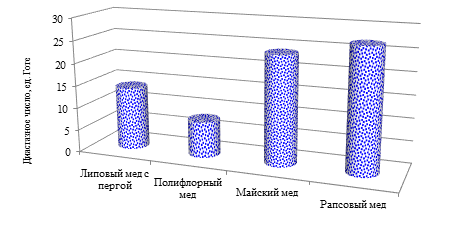 30
25
20
15
10
5
0
Диастазное число, ед. Готе
Липовый мед с
пергой
Полифлорный
мед
Майский мед
Рапсовый мед